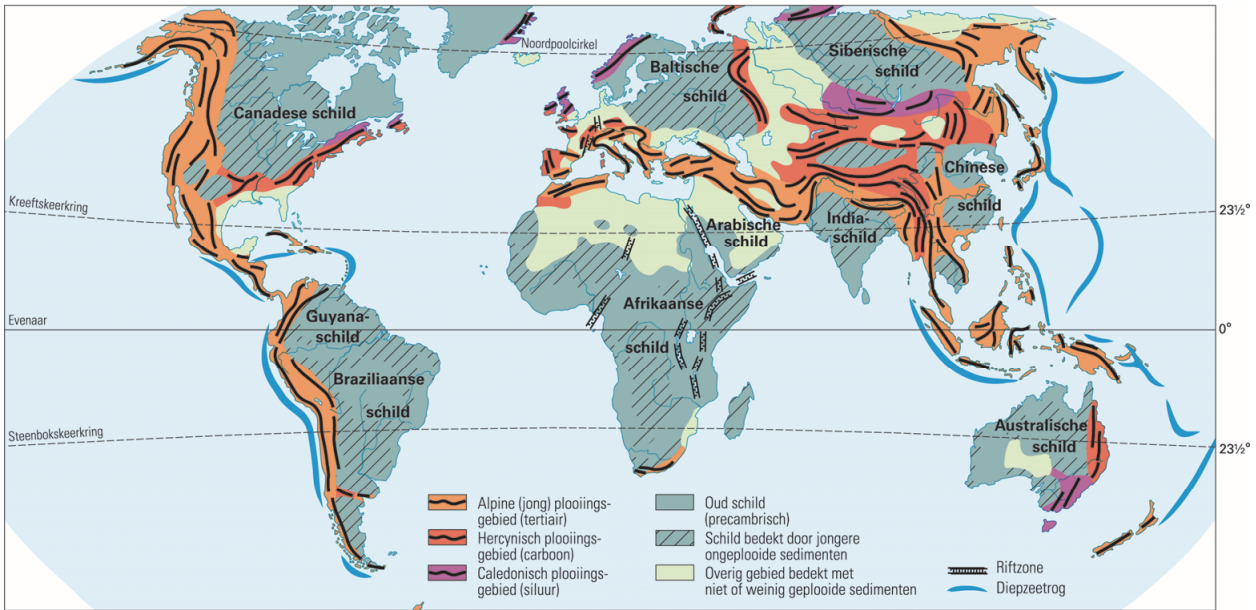 Noordpoolcirkel
Siberische
schild
Baltische
schild
Canadese schild
Chinese
schild
Kreeftskeerkring
23½°
Arabische
schild
India-
schild
Afrikaanse
schild
Guyana-
schild
Evenaar
0°
Braziliaanse
schild
Steenbokskeerkring
Australische
schild
23½°
Alpine (jong) plooiings-
gebied (tertiair)
Hercynisch plooiings-
gebied (carboon)
Caledonisch plooiings-
gebied (siluur)
Oud schild
(precambrisch)
Schild bedekt door jongere
ongeplooide sedimenten
Overig gebied bedekt met
niet of weinig geplooide sedimenten
Riftzone
Diepzeetrog